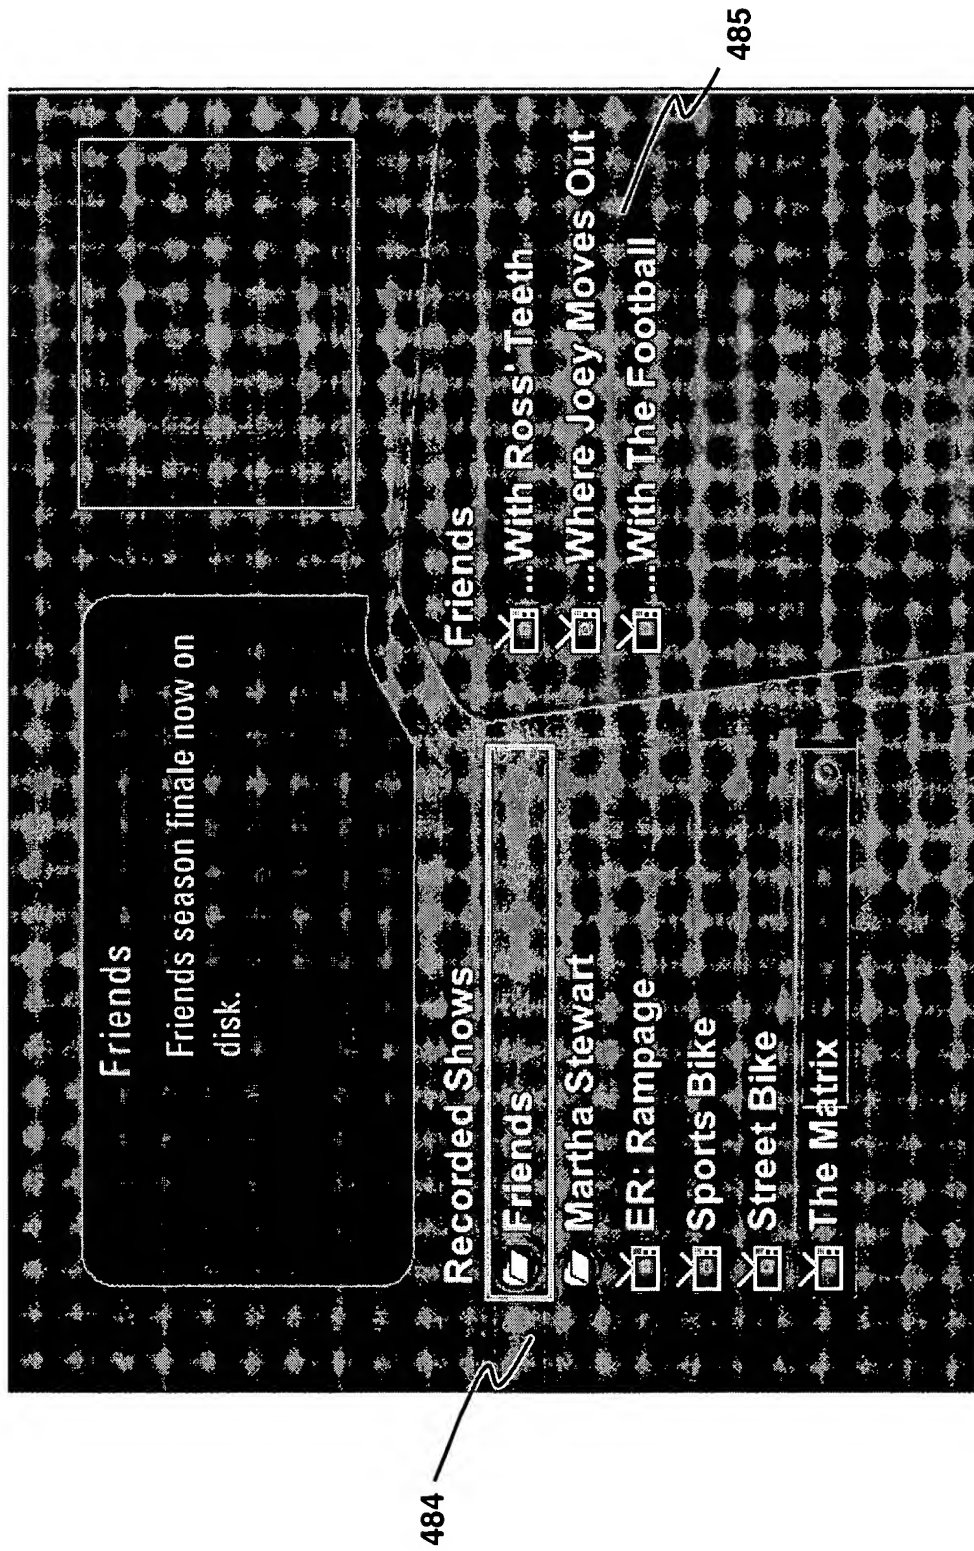 Friends
Friends season finale now on
disk.
Recorded Shows
Friends
Martha Stewart
ER: Rampage
Sports Bike
Street Bike
The Matrix
Friends
...With Ross' Teeth
...Where Joey Moves Out
...With The Football
484
485